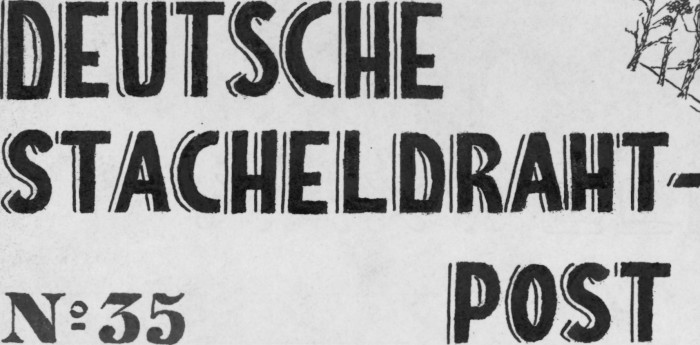 DEUTSCHE
STACHELDRAHT-
POST
Nº 35